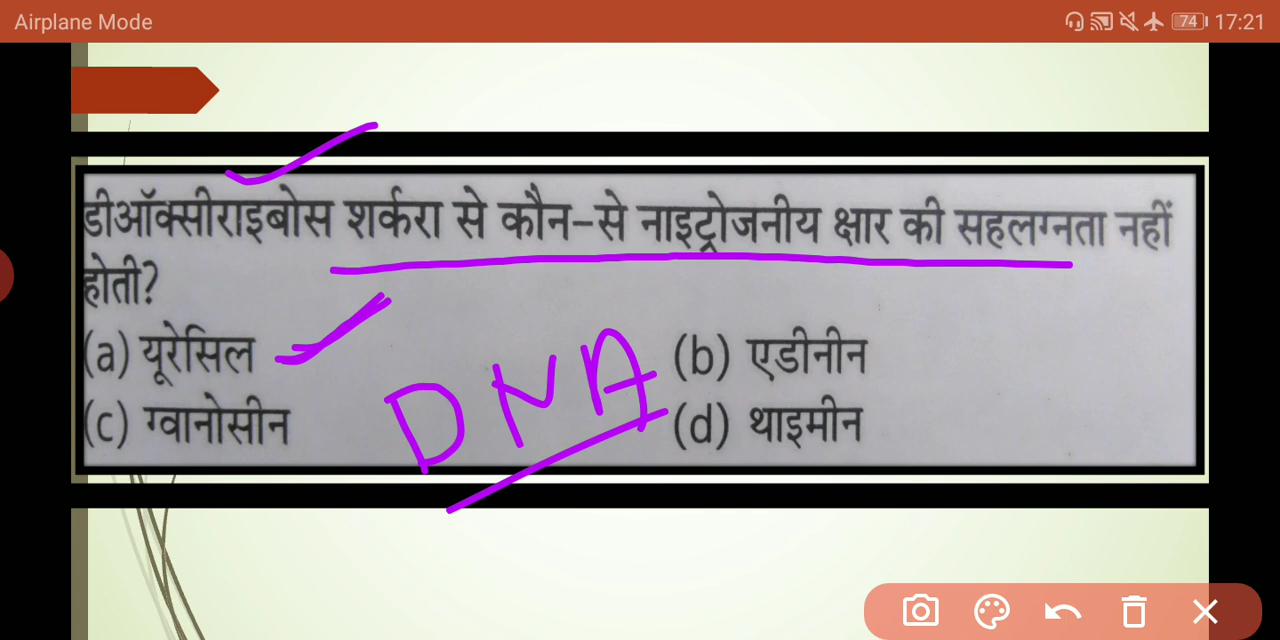 Airplane Mode
74 17:21
डीऑक्सीराइबोस शर्करा से कौन-से नाइट्रोजनीय क्षार की सहलग्नता नहीं
होती?
(a) यूरेसिल
(b) एडीनीन
(c) ग्वानोसीन
(d) थाइमीन
DNA